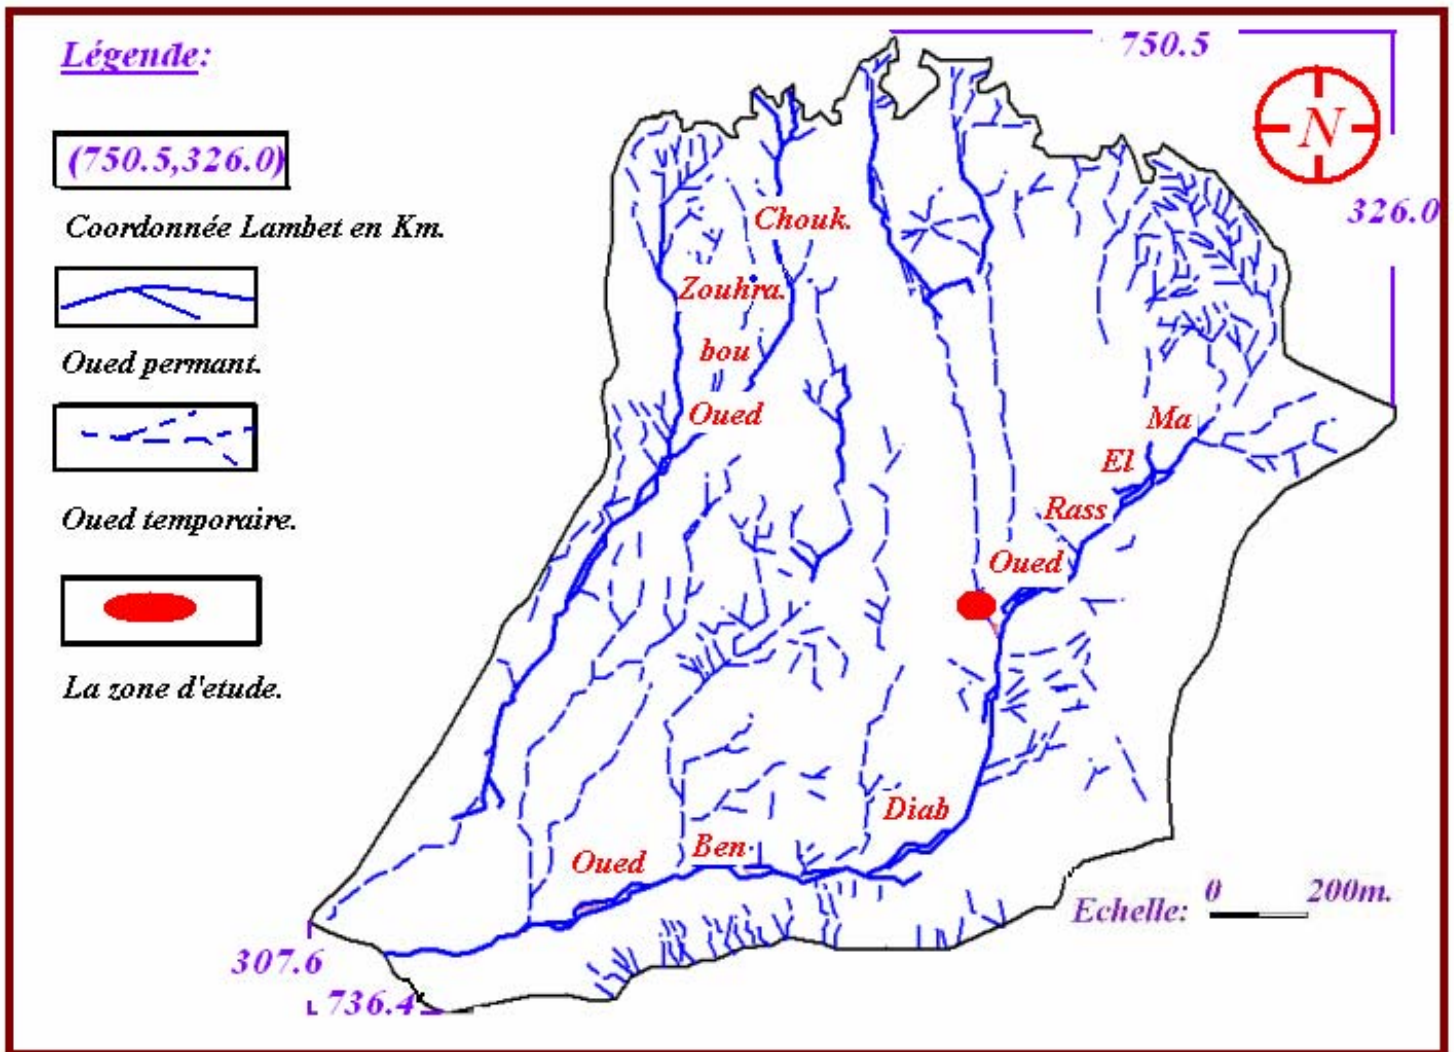 Légende:
(750.5,326.0)
Coordonnée Lambet en Km.
Oued permant.
Oued temporaire.
La zone d'etude.
750.5
N
326.0
Chouk.
Zouhra.
bou
Oued
Ma
El
Rass
Oued
Diab
Ben
Oued
Echelle: 0 200m.
307.6
736.4